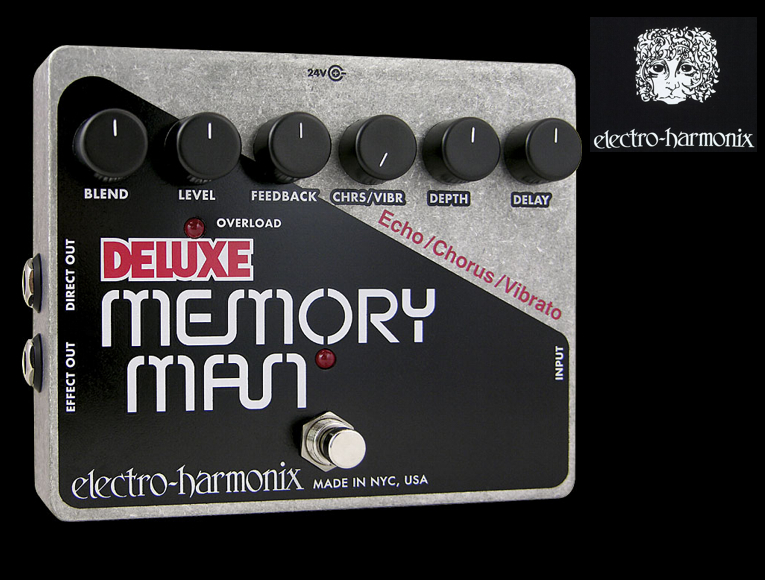 24V
electro-harmonix
BLEND LEVEL FEEDBACK CHRS/VIBR DEPTH DELAY
OVERLOAD
Echo/Chorus/Vibrato
DIRECT OUT
DELUXE
MEMORY
MAN
EFFECT OUT
INPUT
electro-harmonix MADE IN NYC, USA